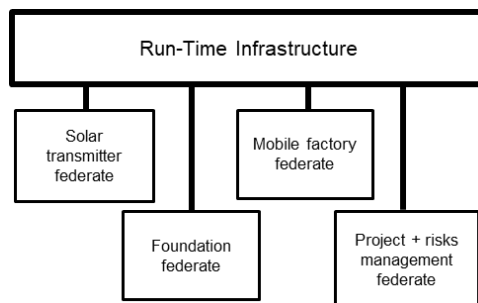 Run-Time Infrastructure
Solar
transmitter
federate
Mobile factory
federate
Foundation
federate
Project + risks
management
federate